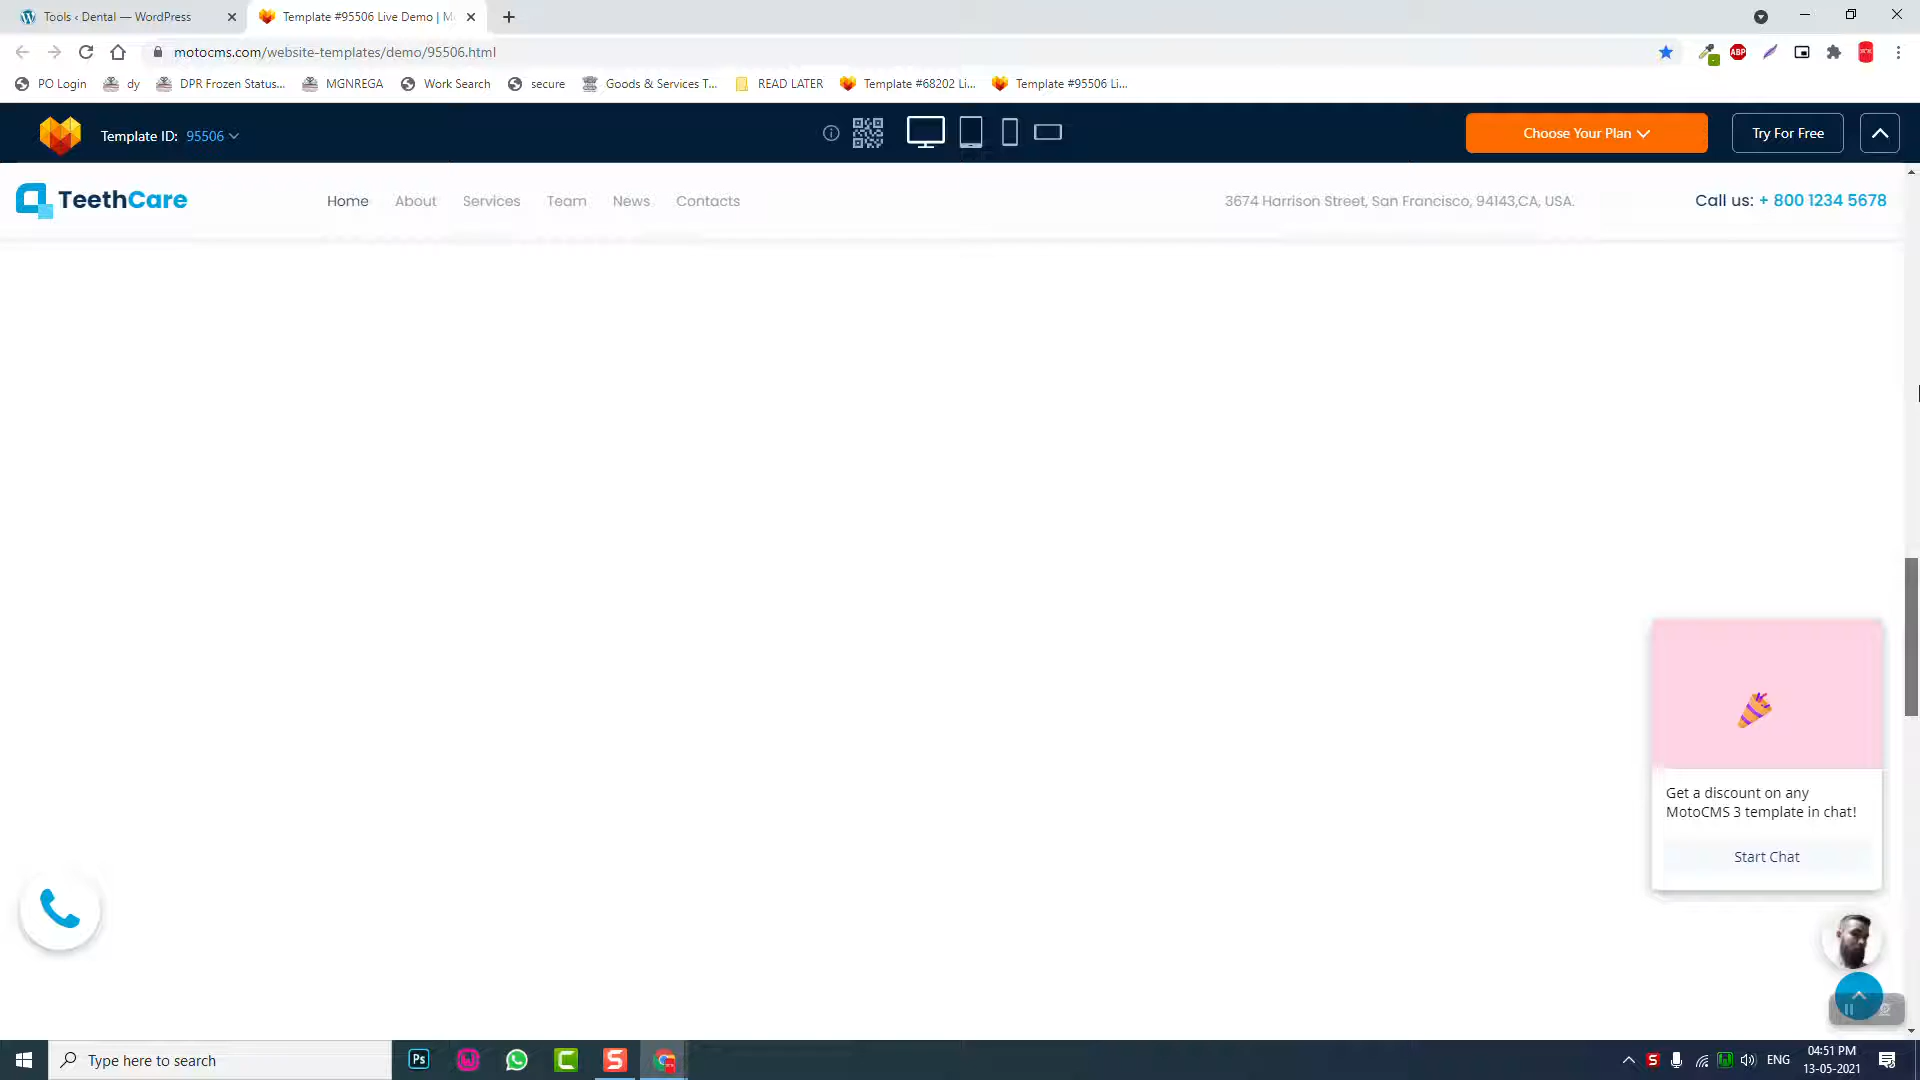 Tools ‹ Dental — WordPress
Template #95506 Live Demo | M
motocms.com/website-templates/demo/95506.html
PO Login
dy
DPR Frozen Status...
MGNREGA
Work Search
secure
Goods & Services T...
READ LATER
Template #68202 Li...
Template #95506 Li...
ABP
Template ID: 95506
Choose Your Plan
Try For Free
TeethCare
Home
About
Services
Team
News
Contacts
3674 Harrison Street, San Francisco, 94143,CA, USA.
Call us: + 800 1234 5678
Get a discount on any
MotoCMS 3 template in chat!
Start Chat
Type here to search
Ps
ENG
04:51 PM
13-05-2021